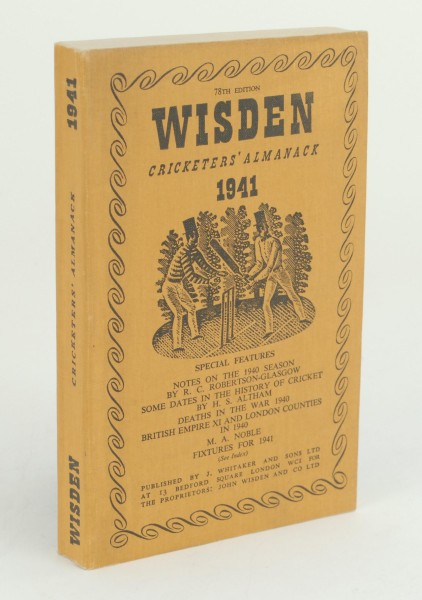 78TH EDITION
WISDEN
CRICKETERS' ALMANACK
1941
SPECIAL FEATURES
NOTES ON THE 1940 SEASON
BY R. C. ROBERTSON-GLASGOW
SOME DATES IN THE HISTORY OF CRICKET
BY H. S. ALTHAM
DEATHS IN THE WAR 1940
BRITISH EMPIRE XI AND LONDON COUNTIES
IN 1940
M. A. NOBLE
FIXTURES FOR 1941
(See Index)
PUBLISHED BY J. WHITAKER AND SONS LTD
AT 13 BEDFORD SQUARE LONDON WC1 FOR
THE PROPRIETORS: JOHN WISDEN AND CO LTD
WISDEN CRICKETERS' ALMANACK 1941